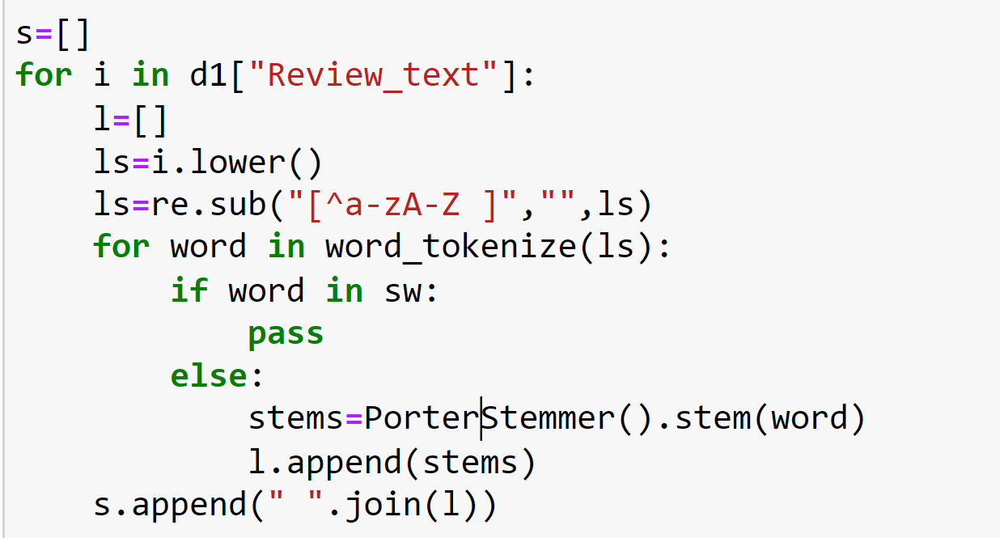 s=[]
for i in d1["Review_text"]:
    l=[]
    ls=i.lower()
    ls=re.sub("[^a-zA-Z ]","",ls)
    for word in word_tokenize(ls):
        if word in sw:
            pass
        else:
            stems=PorterStemmer().stem(word)
            l.append(stems)
    s.append(" ".join(l))